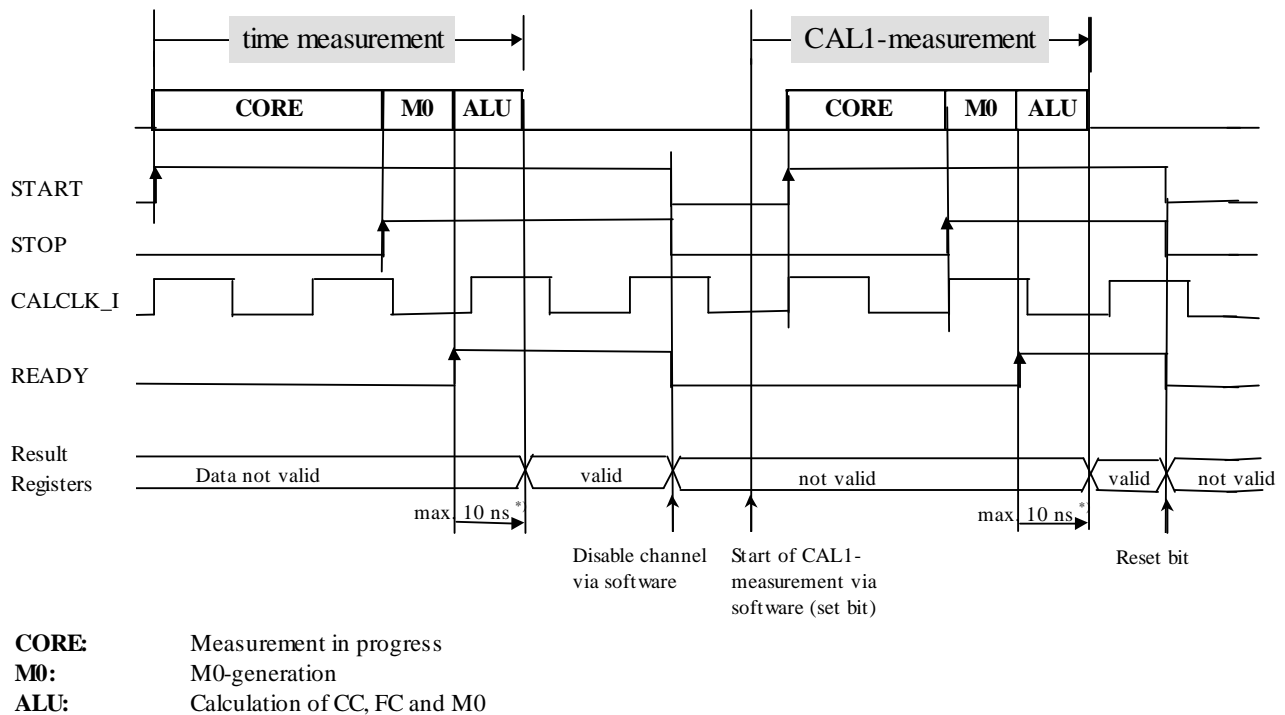 time measurement CAL1-measurement
CORE M0 ALU CORE M0 ALU
START
STOP
CALCLK_I
READY
Result
Registers
Data not valid valid not valid valid not valid
max. 10 ns *) max. 10 ns *)
Disable channel
via software
Start of CAL1-
measurement via
software (set bit)
Reset bit
CORE: Measurement in progress
M0: M0-generation
ALU: Calculation of CC, FC and M0